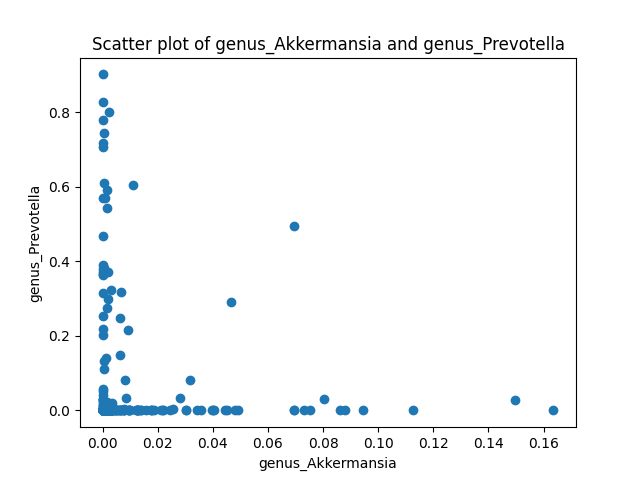 Scatter plot of genus_Akkermansia and genus_Prevotella
0.8
0.6
0.4
0.2
0.0
genus_Prevotella
0.00 0.02 0.04 0.06 0.08 0.10 0.12 0.14 0.16
genus_Akkermansia